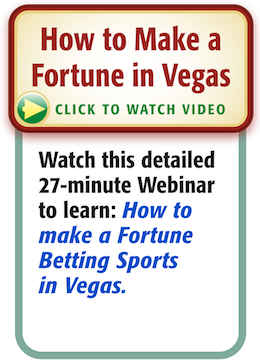 How to Make a
Fortune in Vegas
CLICK TO WATCH VIDEO
Watch this detailed
27-minute Webinar
to learn: How to
make a Fortune
Betting Sports
in Vegas.